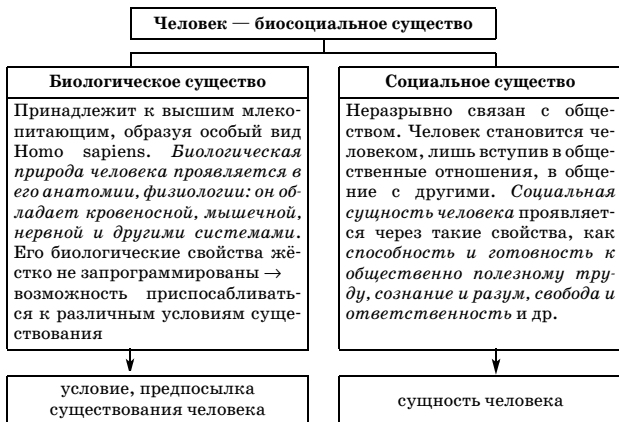 Человек — биосоциальное существо
Биологическое существо
Принадлежит к высшим млеко-
питающим, образуя особый вид
Homo sapiens. Биологическая
природа человека проявляется в
его анатомии, физиологии: он об-
ладает кровеносной, мышечной,
нервной и другими системами.
Его биологические свойства жё-
стко не запрограммированы →
возможность приспосабливать-
ся к различным условиям суще-
ствования
условие, предпосылка
существования человека
Социальное существо
Неразрывно связан с обще-
ством. Человек становится че-
ловеком, лишь вступив в обще-
ственные отношения, в обще-
ние с другими. Социальная
сущность человека проявляет-
ся через такие свойства, как
способность и готовность к
общественно полезному тру-
ду, сознание и разум, свобода и
ответственность и др.
сущность человека